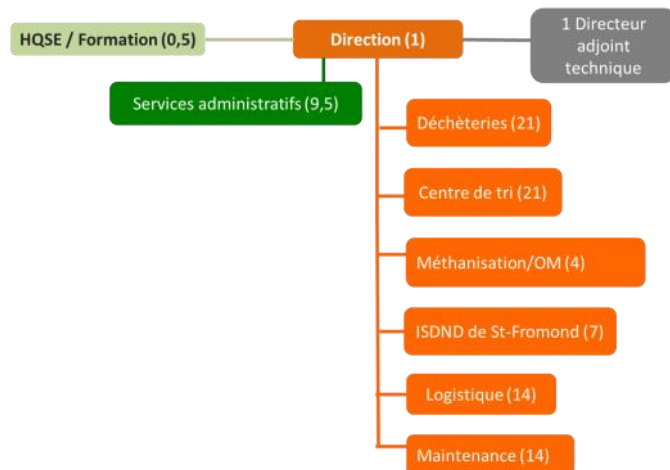 HQSE / Formation (0,5)
Direction (1)
1 Directeur
adjoint
technique
Services administratifs (9,5)
Déchèteries (21)
Centre de tri (21)
Méthanisation/OM (4)
ISDND de St-Fromond (7)
Logistique (14)
Maintenance (14)